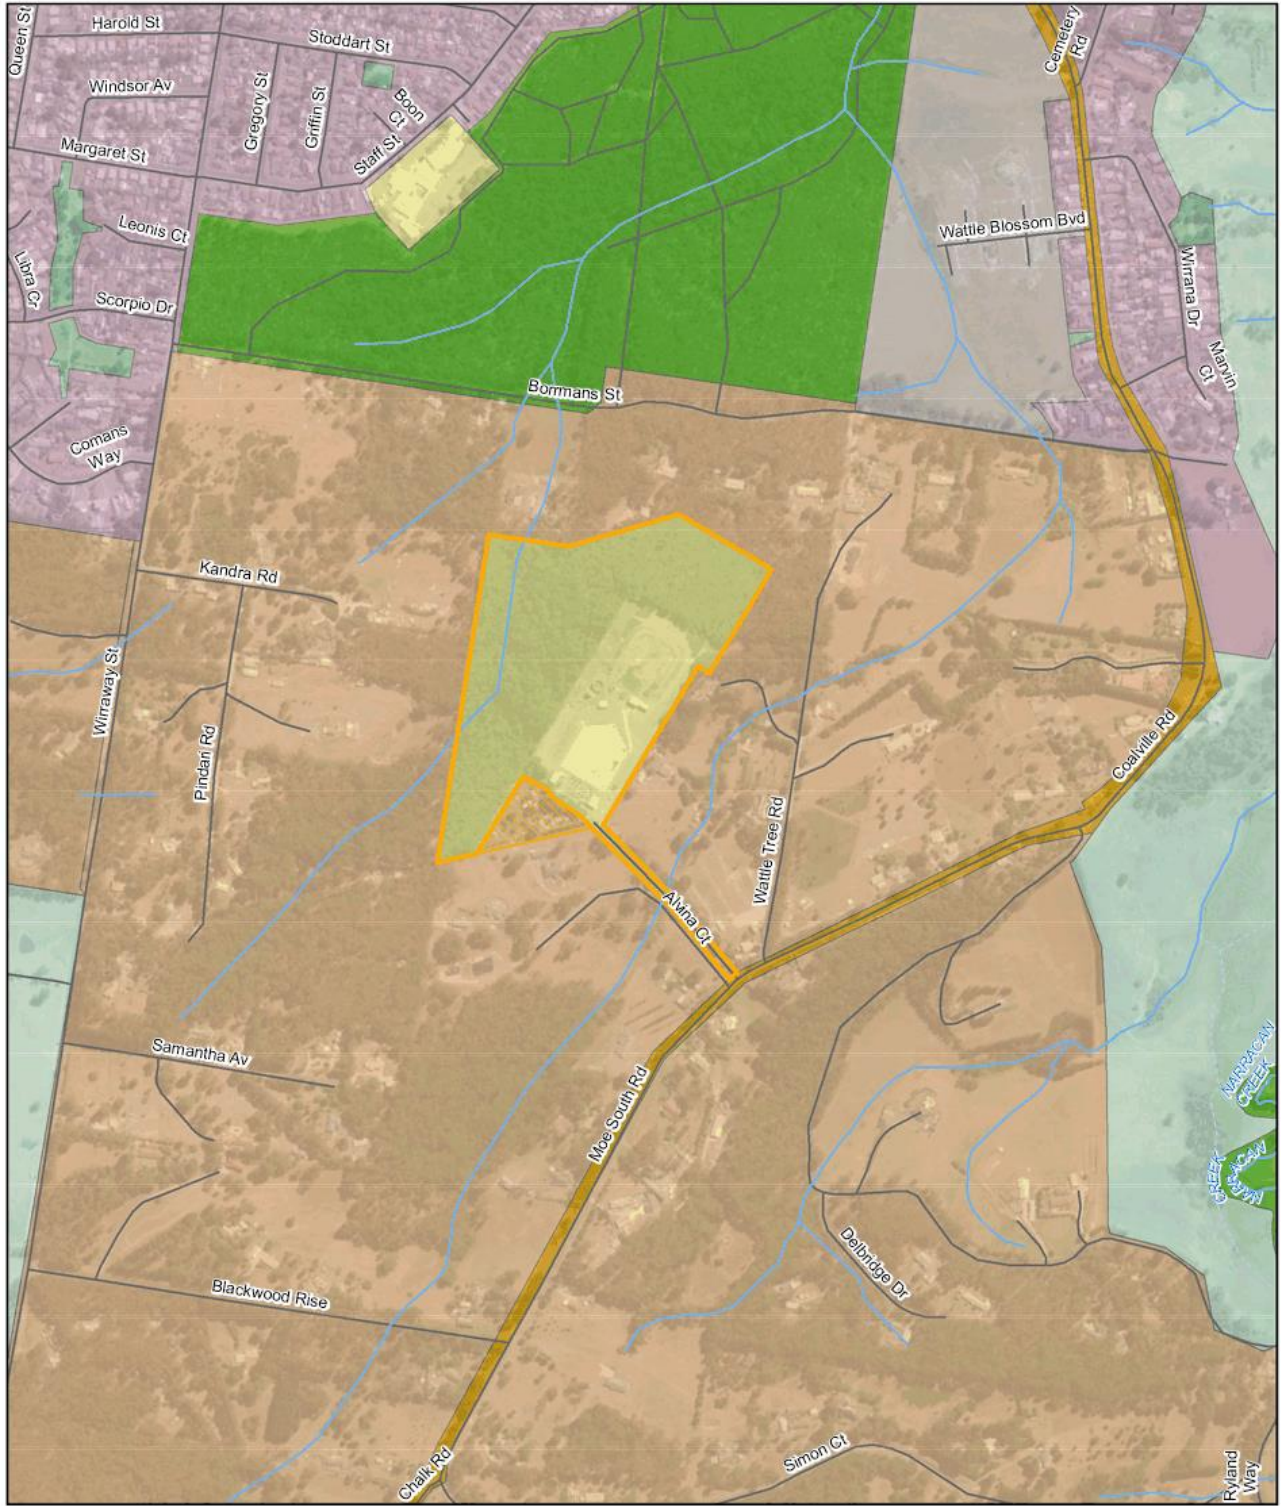 Queen St
Harold St
Stoddart St
Cemetery
Rd
Windsor Av
Gregory St
Griffin St
Boon
Ct
Staff St
Margaret St
Leonis Ct
Wattle Blossom Bvd
Libra Cr
Scorpio Dr
Wirrana Dr
Marvin
Ct
Borrmans St
Comans
Way
Kandra Rd
Wirraway St
Pindari Rd
Coalville Rd
Wattle Tree Rd
Alvina Ct
Samantha Av
Moe South Rd
NARRACAN
CREEK
CREEK
NARRACAN
Delbridge Dr
Blackwood Rise
Chalk Rd
Simon Ct
Ryland
Way